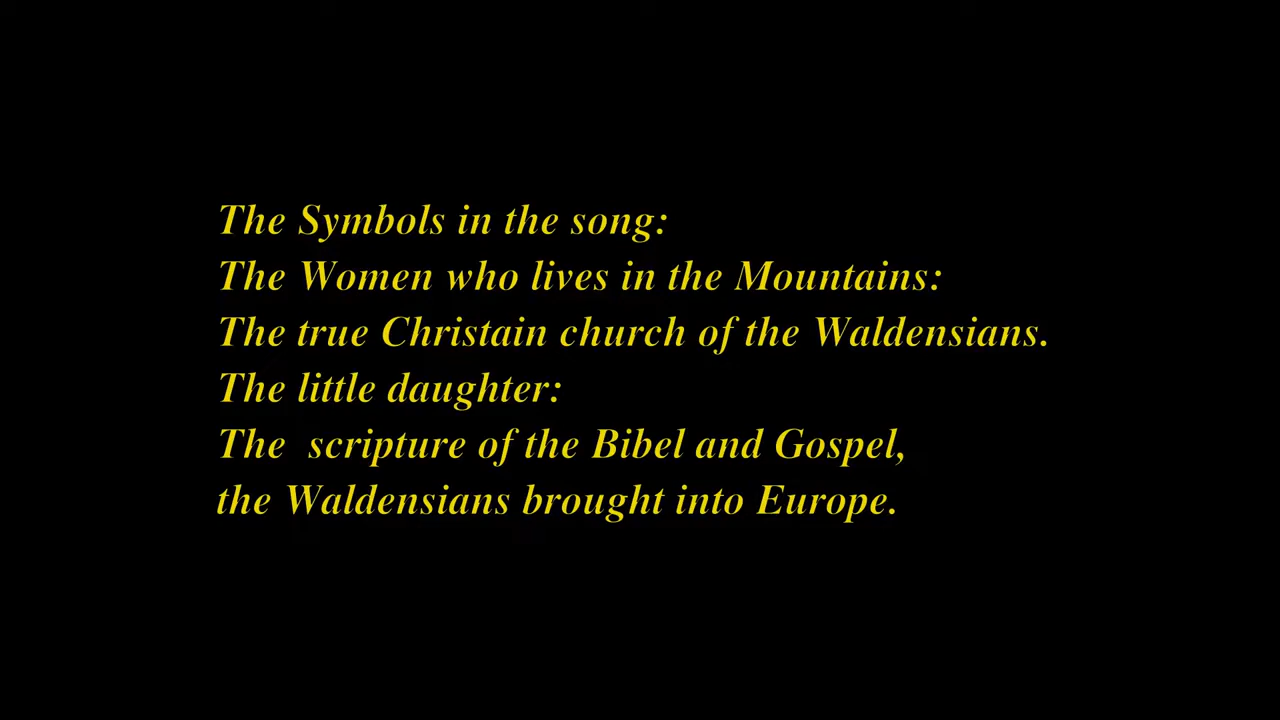 The Symbols in the song:
The Women who lives in the Mountains:
The true Christain church of the Waldensians.
The little daughter:
The  scripture of the Bibel and Gospel,
the Waldensians brought into Europe.